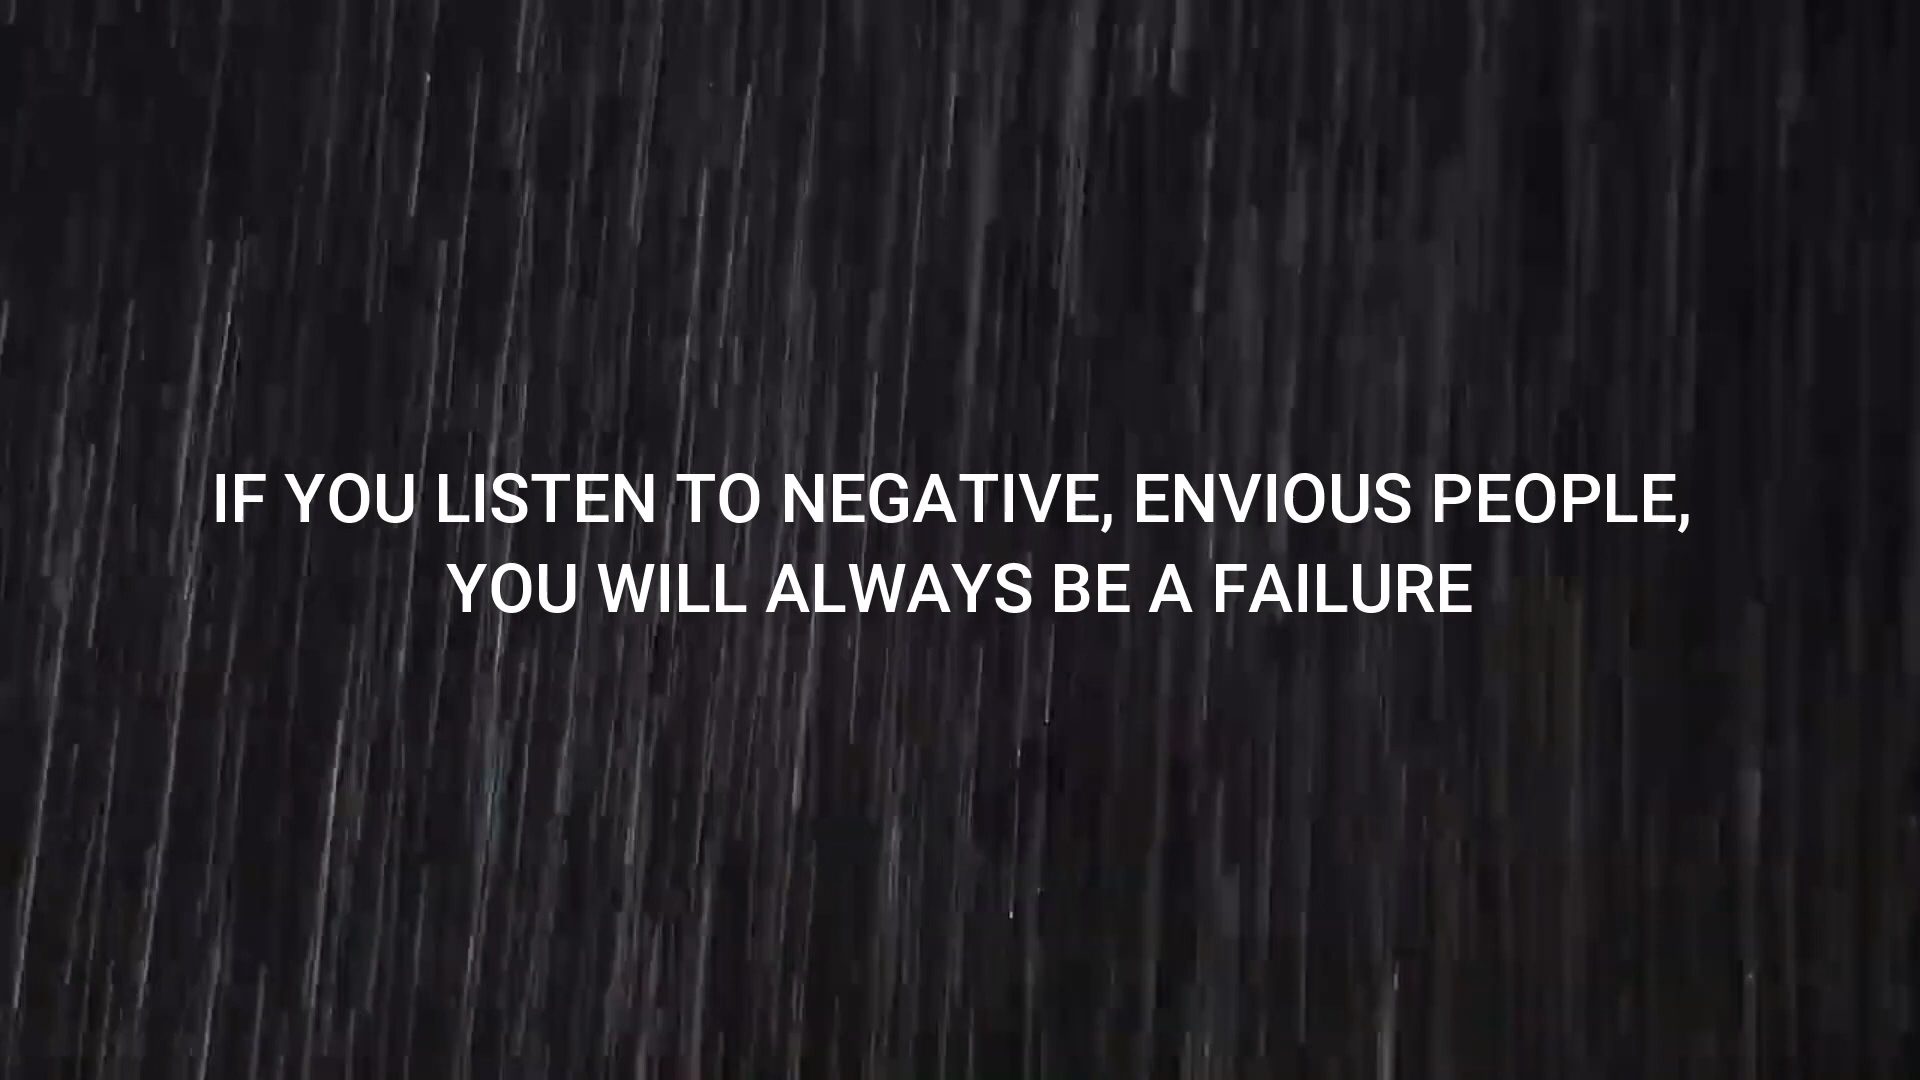 IF YOU LISTEN TO NEGATIVE, ENVIOUS PEOPLE,
YOU WILL ALWAYS BE A FAILURE